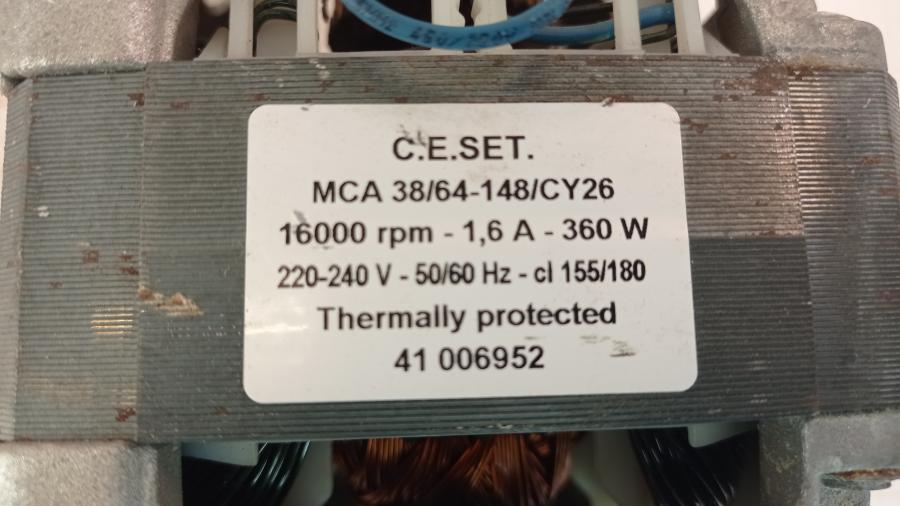 C.E.SET.
MCA 38/64-148/CY26
16000 rpm - 1,6 A - 360 W
220-240 V - 50/60 Hz - cl 155/180
Thermally protected
41 006952